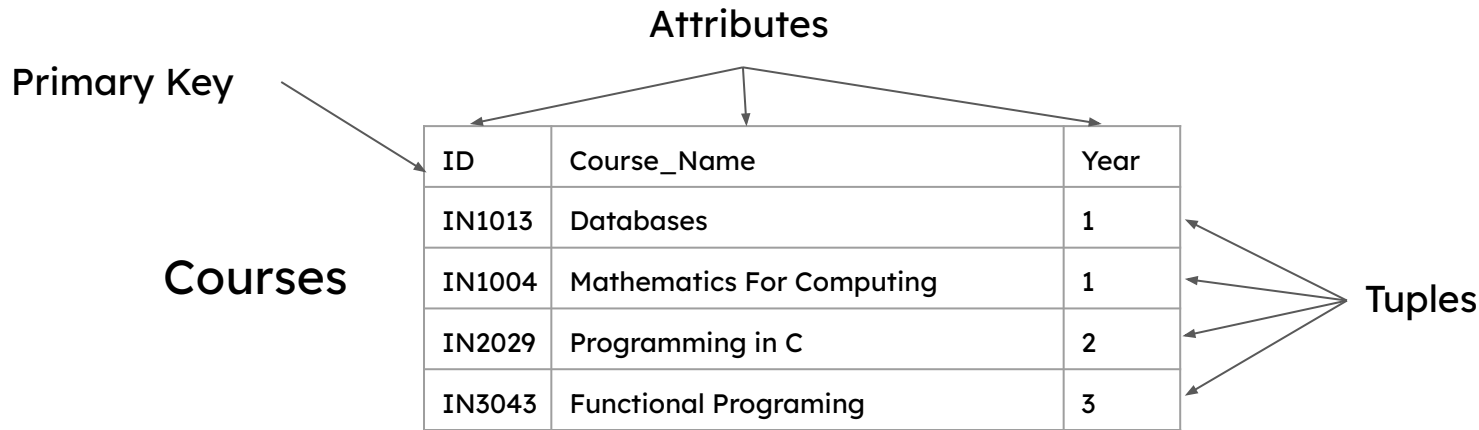 Attributes
Primary Key
ID Course_Name Year
IN1013 Databases 1
Courses
IN1004 Mathematics For Computing 1
Tuples
IN2029 Programming in C 2
IN3043 Functional Programing 3